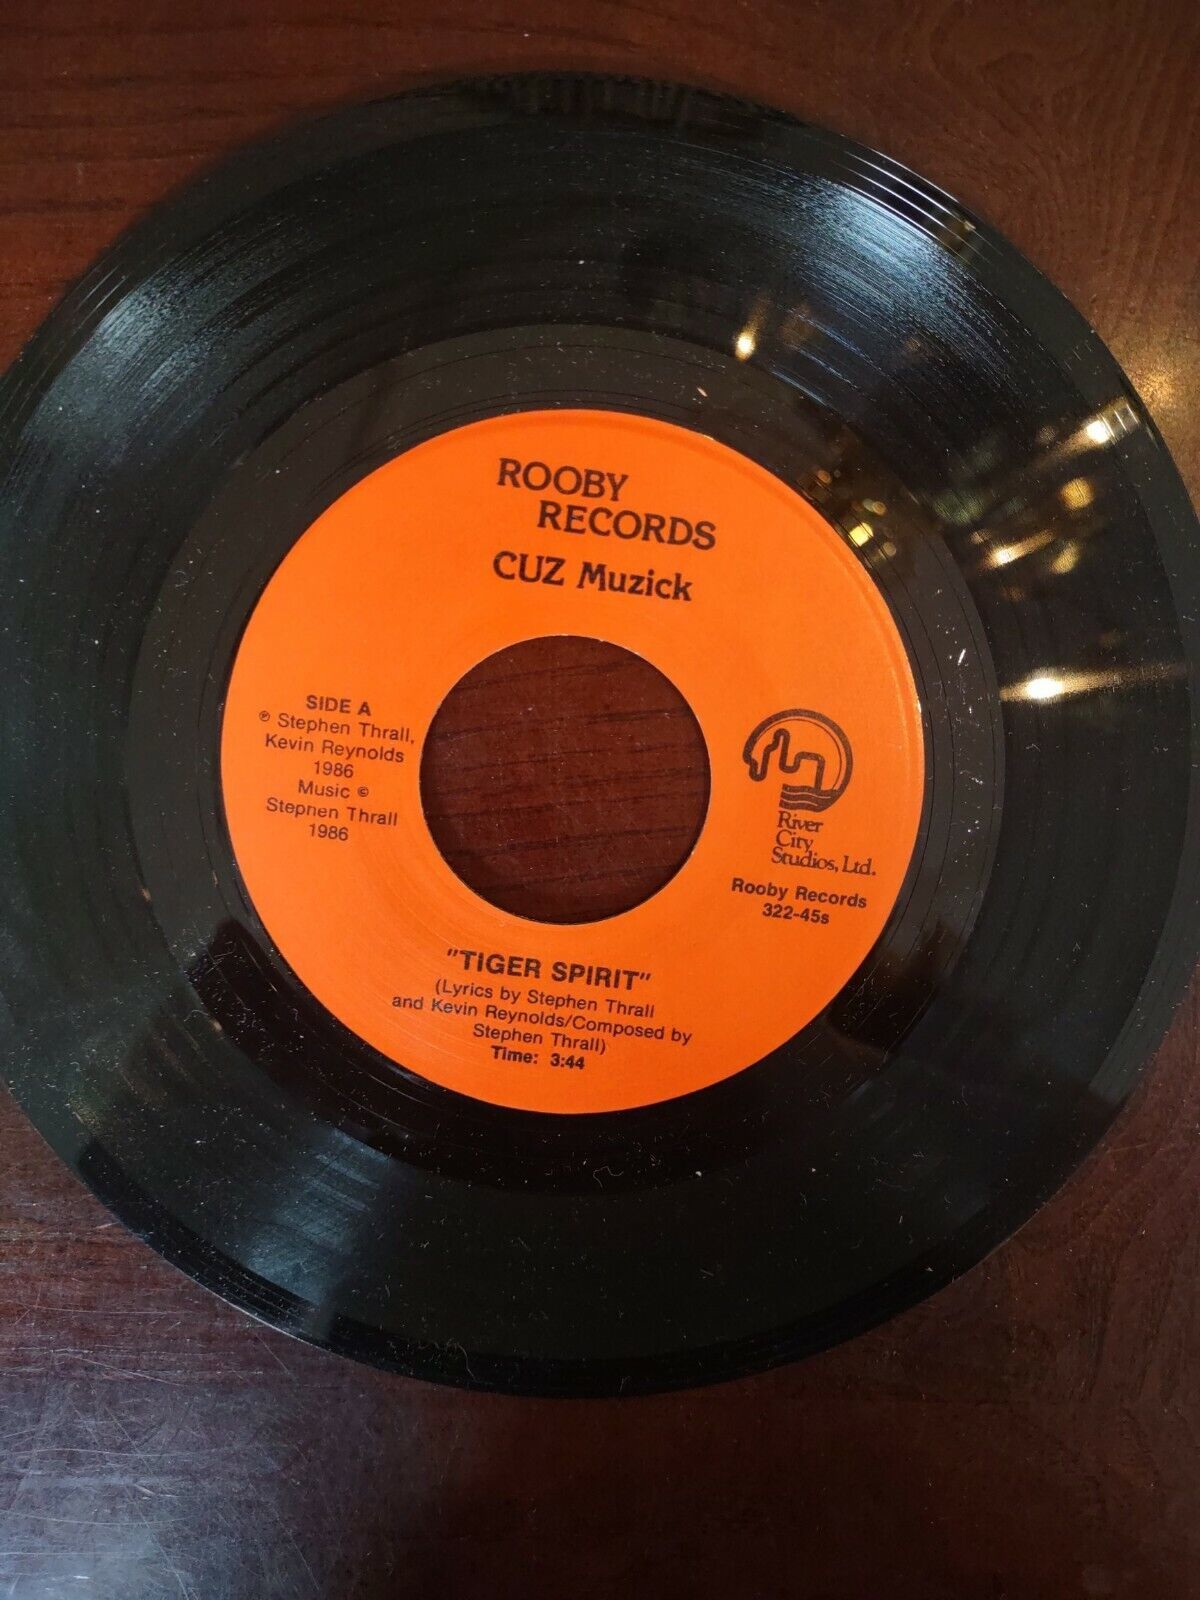 ROOBY
RECORDS
CUZ Muzick
SIDE A
℗ Stephen Thrall,
Kevin Reynolds
1986
Music ©
Stepnen Thrall
1986
River
City
Studios, Ltd.
Rooby Records
322-45s
"TIGER SPIRIT"
(Lyrics by Stephen Thrall
and Kevin Reynolds/Composed by
Stephen Thrall)
Time: 3:44